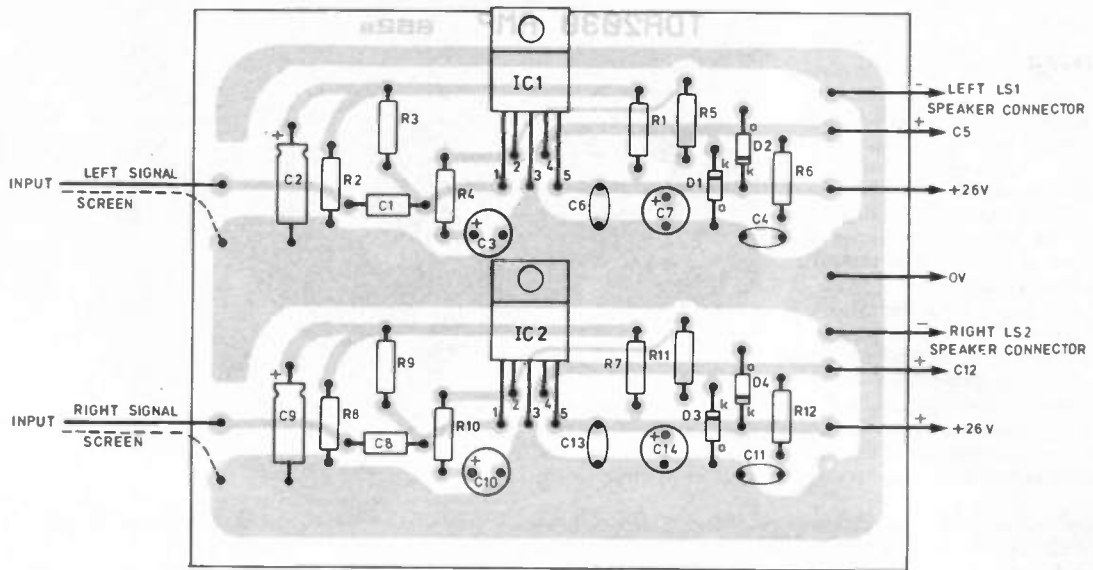 TDA2030 AMP 662a
IC1
LEFT LS1
SPEAKER CONNECTOR
C5
R3
R1
R5
D2
a
k
R6
C2
R2
R4
C1
1 2 3 4 5
D1
k
a
C6
C7
C4
+26V
INPUT LEFT SIGNAL
SCREEN
C3
0V
IC2
RIGHT LS2
SPEAKER CONNECTOR
C12
R9
R7
R11
D4
a
k
R12
C9
R8
R10
C8
1 2 3 4 5
D3
k
a
C13
C14
C11
+26V
INPUT RIGHT SIGNAL
SCREEN
C10